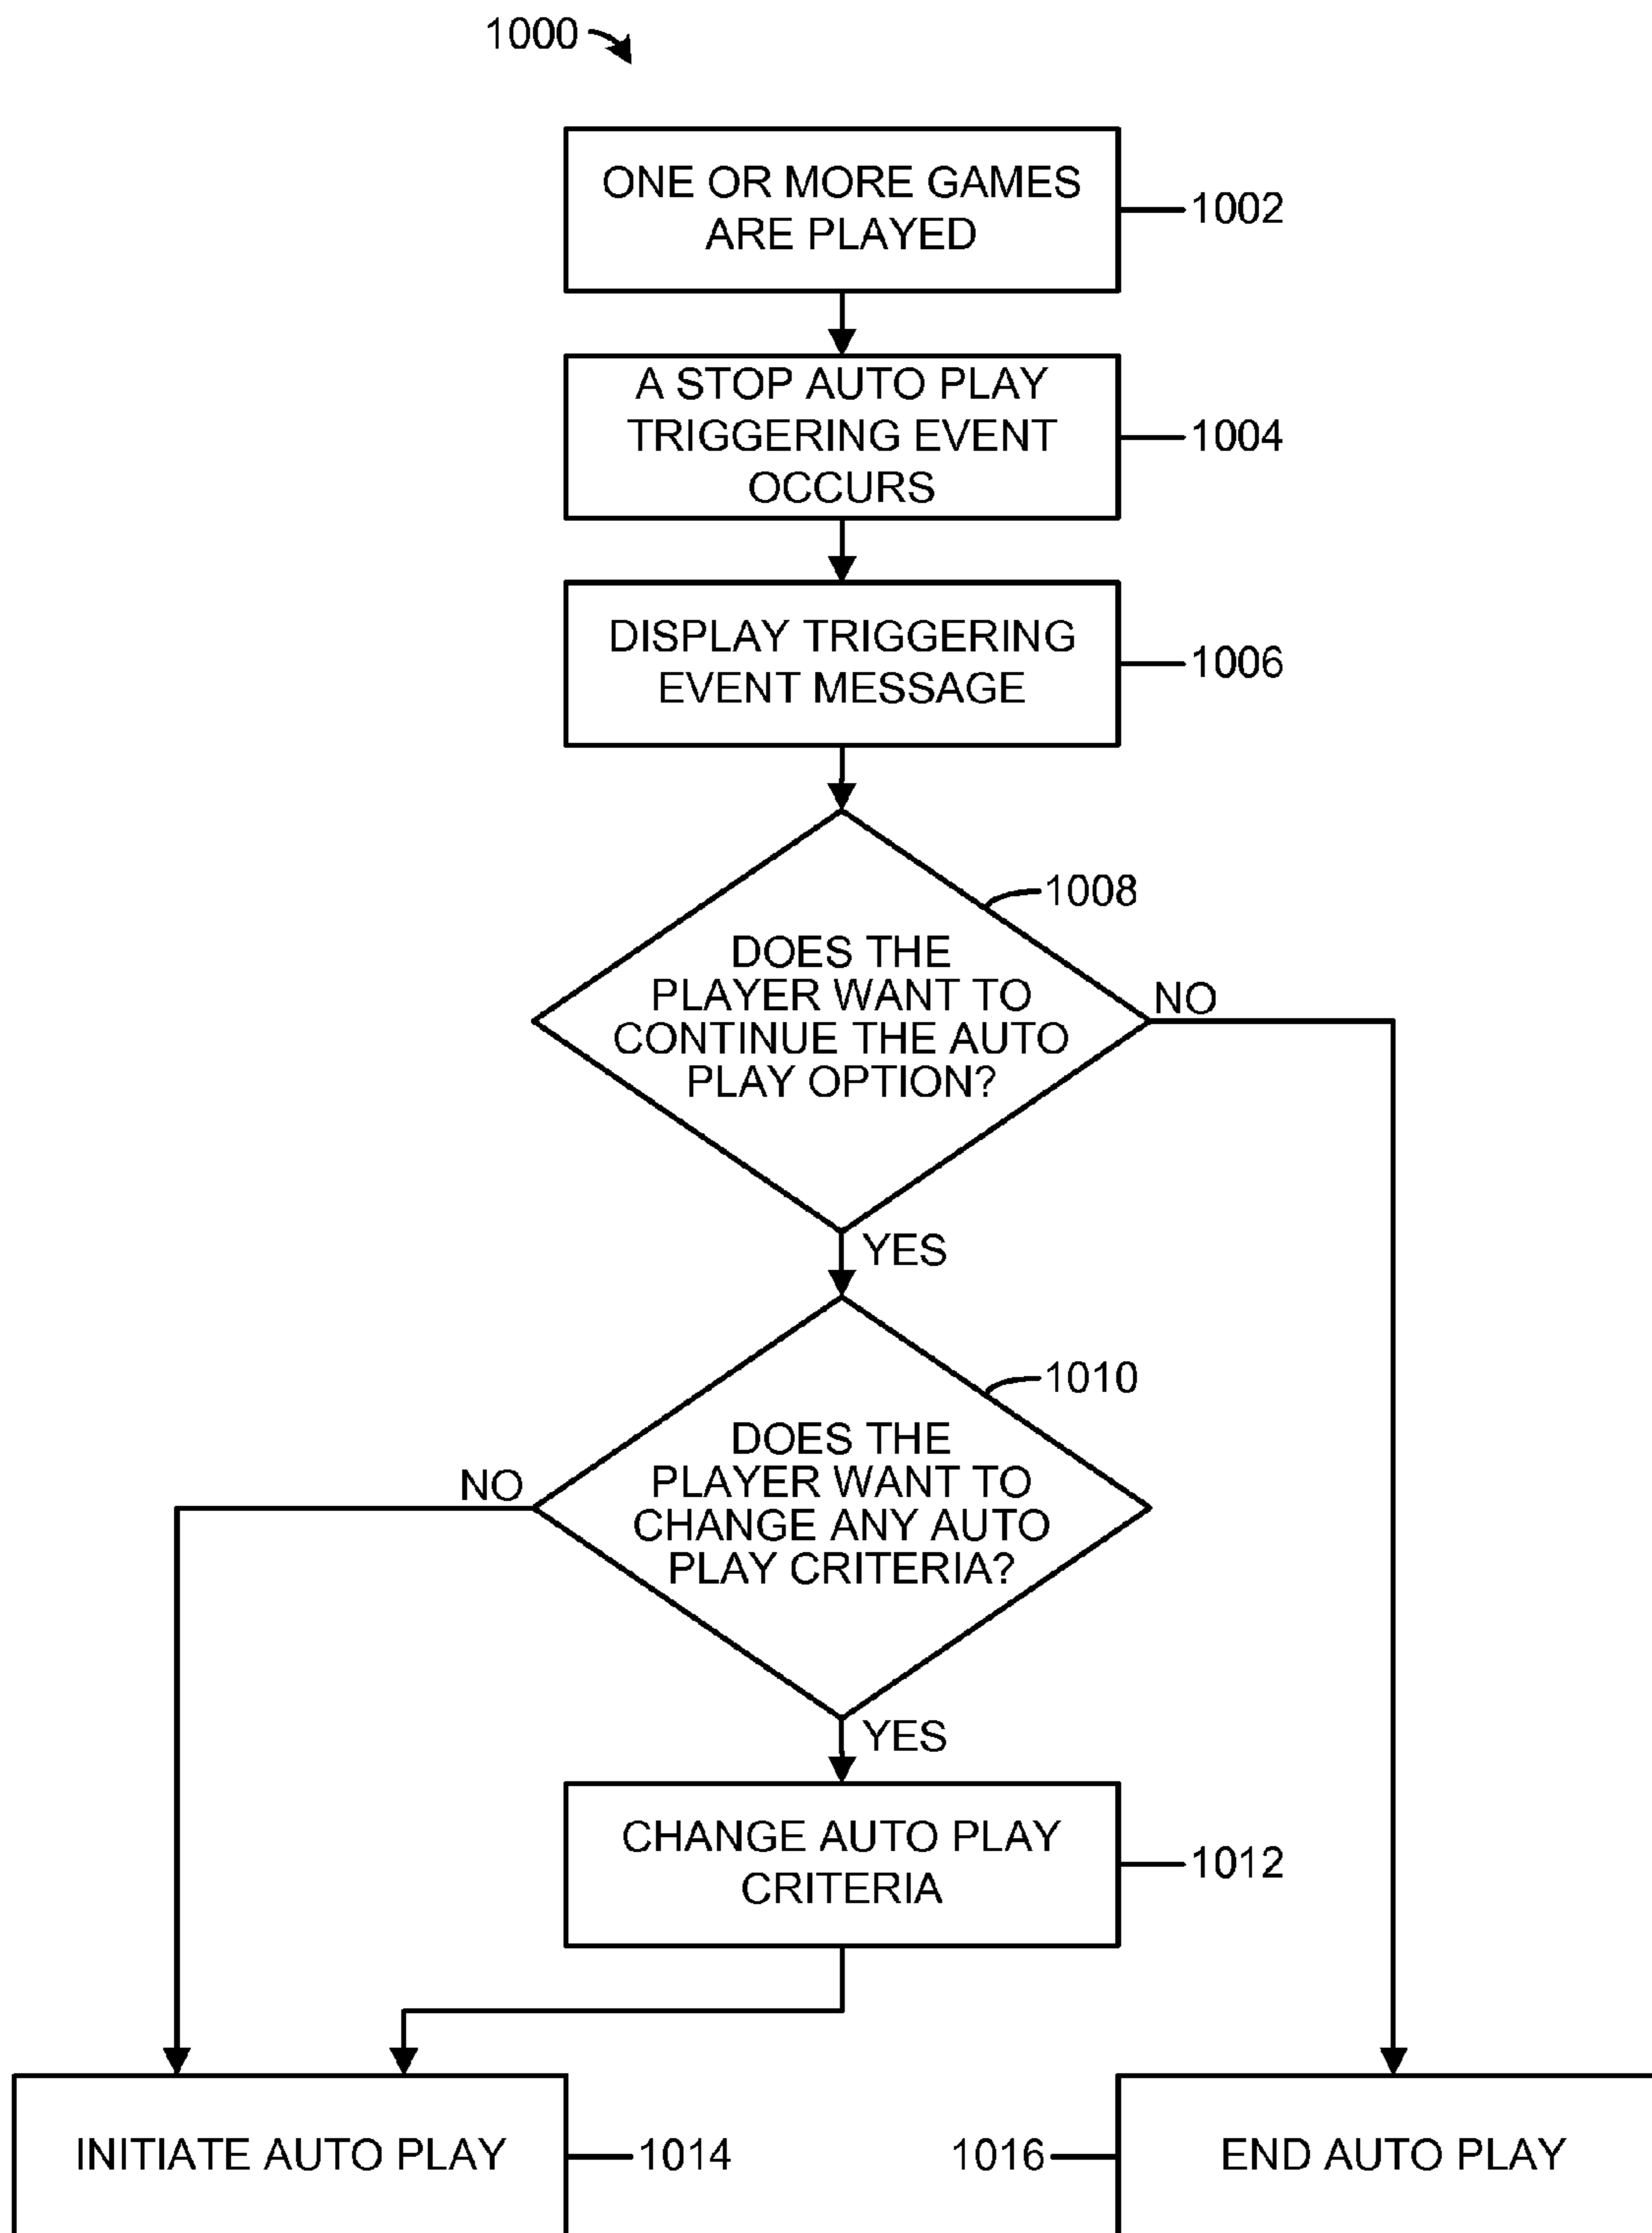 1000
ONE OR MORE GAMES
ARE PLAYED
1002
A STOP AUTO PLAY
TRIGGERING EVENT
OCCURS
1004
DISPLAY TRIGGERING
EVENT MESSAGE
1006
1008
DOES THE
PLAYER WANT TO
CONTINUE THE AUTO
PLAY OPTION?
NO
YES
1010
DOES THE
PLAYER WANT TO
CHANGE ANY AUTO
PLAY CRITERIA?
NO
YES
CHANGE AUTO PLAY
CRITERIA
1012
INITIATE AUTO PLAY
1014
1016
END AUTO PLAY